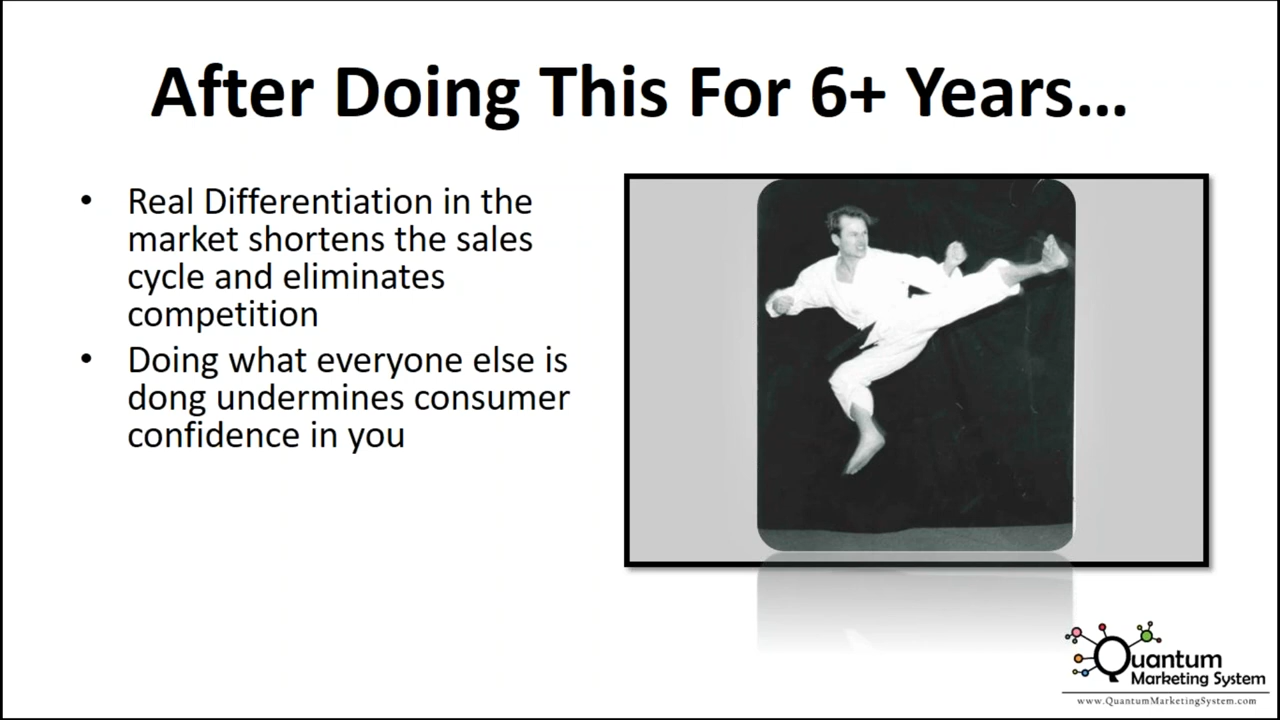 After Doing This For 6+ Years...
• Real Differentiation in the
market shortens the sales
cycle and eliminates
competition
• Doing what everyone else is
dong undermines consumer
confidence in you
Quantum
Marketing System
www.QuantumMarketingSystem.com